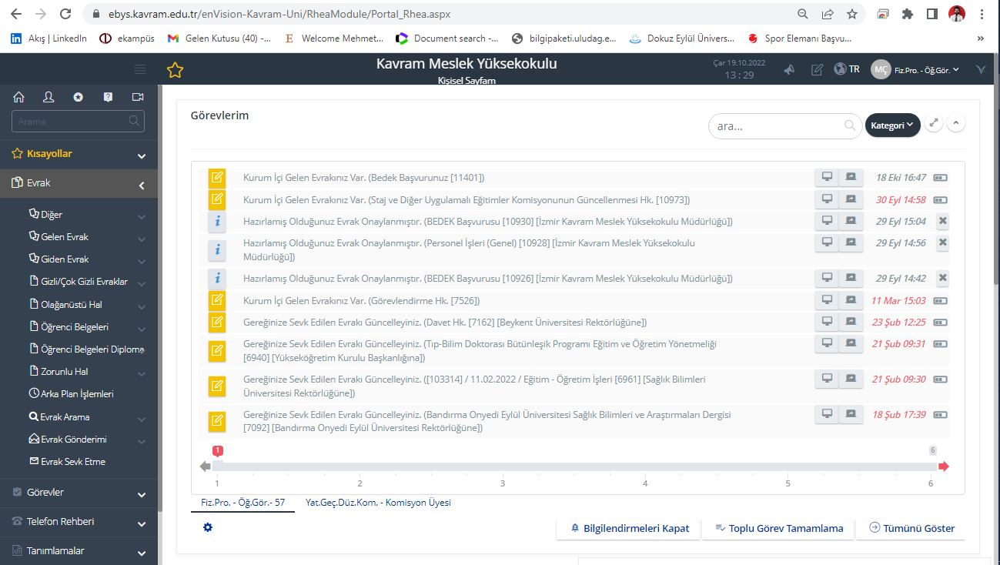 ebys.kavram.edu.tr/enVision-Kavram-Uni/RheaModule/Portal_Rhea.aspx
Akış | LinkedIn
ekampüs
Gelen Kutusu (40) -...
Welcome Mehmet...
Document search -...
bilgipaketi.uludag.e...
Dokuz Eylül Ünivers...
Spor Elemanı Başvu...
»
Kavram Meslek Yüksekokulu
Kişisel Sayfam
Çar 19.10.2022
13 : 29
TR
MÇ
Fiz.Pro. - Öğ.Gör.
Arama
Kısayollar
Evrak
Diğer
Gelen Evrak
Giden Evrak
Gizli/Çok Gizli Evraklar
Olağanüstü Hal
Öğrenci Belgeleri
Öğrenci Belgeleri Diploma
Zorunlu Hal
Arka Plan İşlemleri
Evrak Arama
Evrak Gönderimi
Evrak Sevk Etme
Görevler
Telefon Rehberi
Tanımlamalar
Görevlerim
ara...
Kategori
Kurum İçi Gelen Evrakınız Var. (Bedek Başvurunuz [11401])
18 Eki 16:47
Kurum İçi Gelen Evrakınız Var. (Staj ve Diğer Uygulamalı Eğitimler Komisyonunun Güncellenmesi Hk. [10973])
30 Eyl 14:58
Hazırlamış Olduğunuz Evrak Onaylanmıştır. (BEDEK Başvurusu [10930] [İzmir Kavram Meslek Yüksekokulu Müdürlüğü])
29 Eyl 15:04
Hazırlamış Olduğunuz Evrak Onaylanmıştır. (Personel İşleri (Genel) [10928] [İzmir Kavram Meslek Yüksekokulu
Müdürlüğü])
29 Eyl 14:56
Hazırlamış Olduğunuz Evrak Onaylanmıştır. (BEDEK Başvurusu [10926] [İzmir Kavram Meslek Yüksekokulu Müdürlüğü])
29 Eyl 14:42
Kurum İçi Gelen Evrakınız Var. (Görevlendirme Hk. [7526])
11 Mar 15:03
Gereğinize Sevk Edilen Evrakı Güncelleyiniz. (Davet Hk. [7162] [Beykent Üniversitesi Rektörlüğüne])
23 Şub 12:25
Gereğinize Sevk Edilen Evrakı Güncelleyiniz. (Tıp-Bilim Doktorası Bütünleşik Programı Eğitim ve Öğretim Yönetmeliği
[6940] [Yükseköğretim Kurulu Başkanlığına])
21 Şub 09:31
Gereğinize Sevk Edilen Evrakı Güncelleyiniz. ([103314] / 11.02.2022 / Eğitim - Öğretim İşleri [6961] [Sağlık Bilimleri
Üniversitesi Rektörlüğüne])
21 Şub 09:30
Gereğinize Sevk Edilen Evrakı Güncelleyiniz. (Bandırma Onyedi Eylül Üniversitesi Sağlık Bilimleri ve Araştırmaları Dergisi
[7092] [Bandırma Onyedi Eylül Üniversitesi Rektörlüğüne])
18 Şub 17:39
1
6
1 2 3 4 5 6
Fiz.Pro. - Öğ.Gör.- 57
Yat.Geç.Düz.Kom. - Komisyon Üyesi
Bilgilendirmeleri Kapat
Toplu Görev Tamamlama
Tümünü Göster